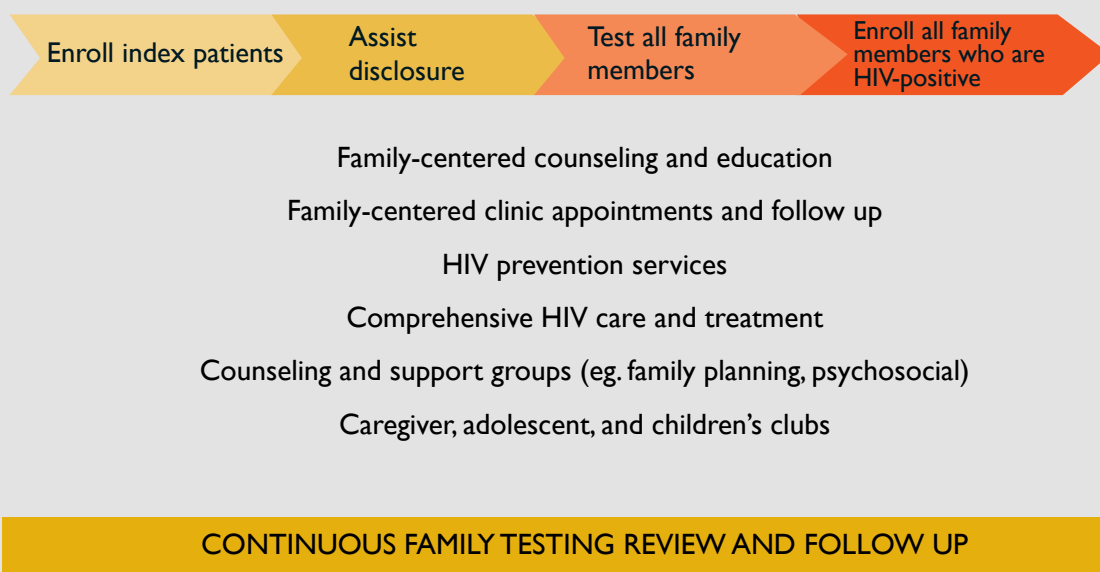 Enroll index patients
Assist
disclosure
Test all family
members
Enroll all family
members who are
HIV-positive
Family-centered counseling and education
Family-centered clinic appointments and follow up
HIV prevention services
Comprehensive HIV care and treatment
Counseling and support groups (eg. family planning, psychosocial)
Caregiver, adolescent, and children's clubs
CONTINUOUS FAMILY TESTING REVIEW AND FOLLOW UP